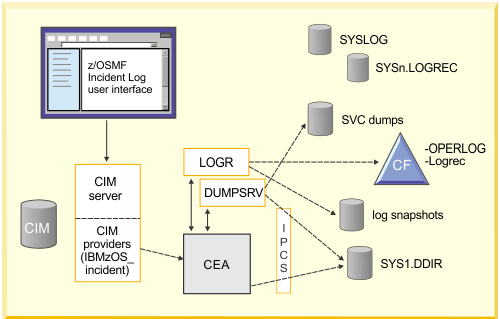 z/OSMF
Incident Log
user interface
SYSLOG
SYSn.LOGREC
SVC dumps
LOGR
DUMPSRV
CF
-OPERLOG
-Logrec
CIM
server
CIM
CIM
providers
(IBMzOS_
incident)
log snapshots
CEA
I
P
C
S
SYS1.DDIR